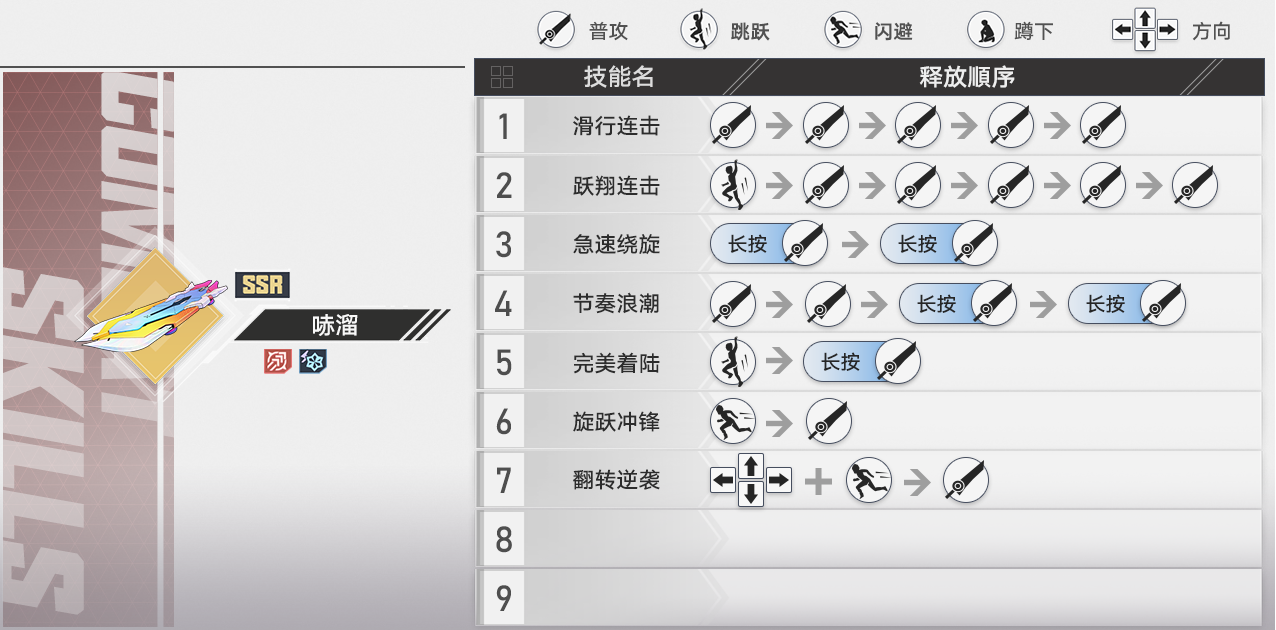 普攻 跳跃 闪避 蹲下 方向
技能名 释放順序
1 滑行连击
2 跃翔连击
3 急速绕旋 长按 长按
4 节奏浪潮 长按 长按
5 完美着陆 长按
6 旋跃冲锋
7 翻转逆袭
8
9
SSR
哧溜
COMBI
SKILLS